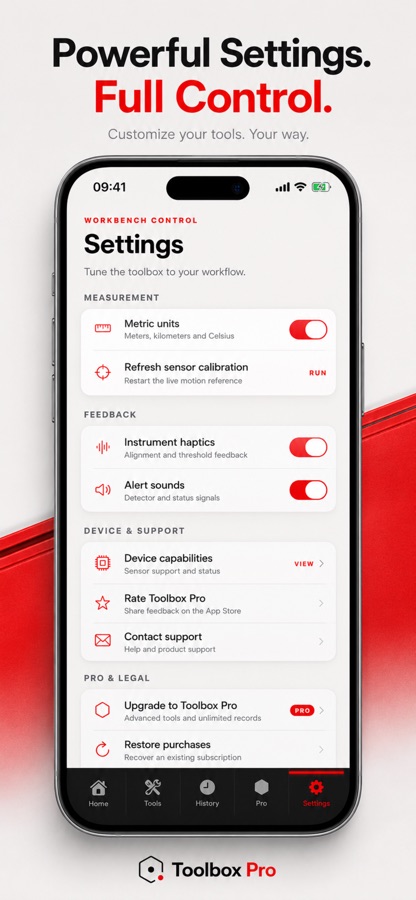 Powerful Settings.
Full Control.
Customize your tools. Your way.
09:41
WORKBENCH CONTROL
Settings
Tune the toolbox to your workflow.
MEASUREMENT
Metric units
Meters, kilometers and Celsius
Refresh sensor calibration
Restart the live motion reference
RUN
FEEDBACK
Instrument haptics
Alignment and threshold feedback
Alert sounds
Detector and status signals
DEVICE & SUPPORT
Device capabilities
Sensor support and status
VIEW
Rate Toolbox Pro
Share feedback on the App Store
Contact support
Help and product support
PRO & LEGAL
Upgrade to Toolbox Pro
Advanced tools and unlimited records
PRO
Restore purchases
Recover an existing subscription
Home
Tools
History
Pro
Settings
Toolbox Pro